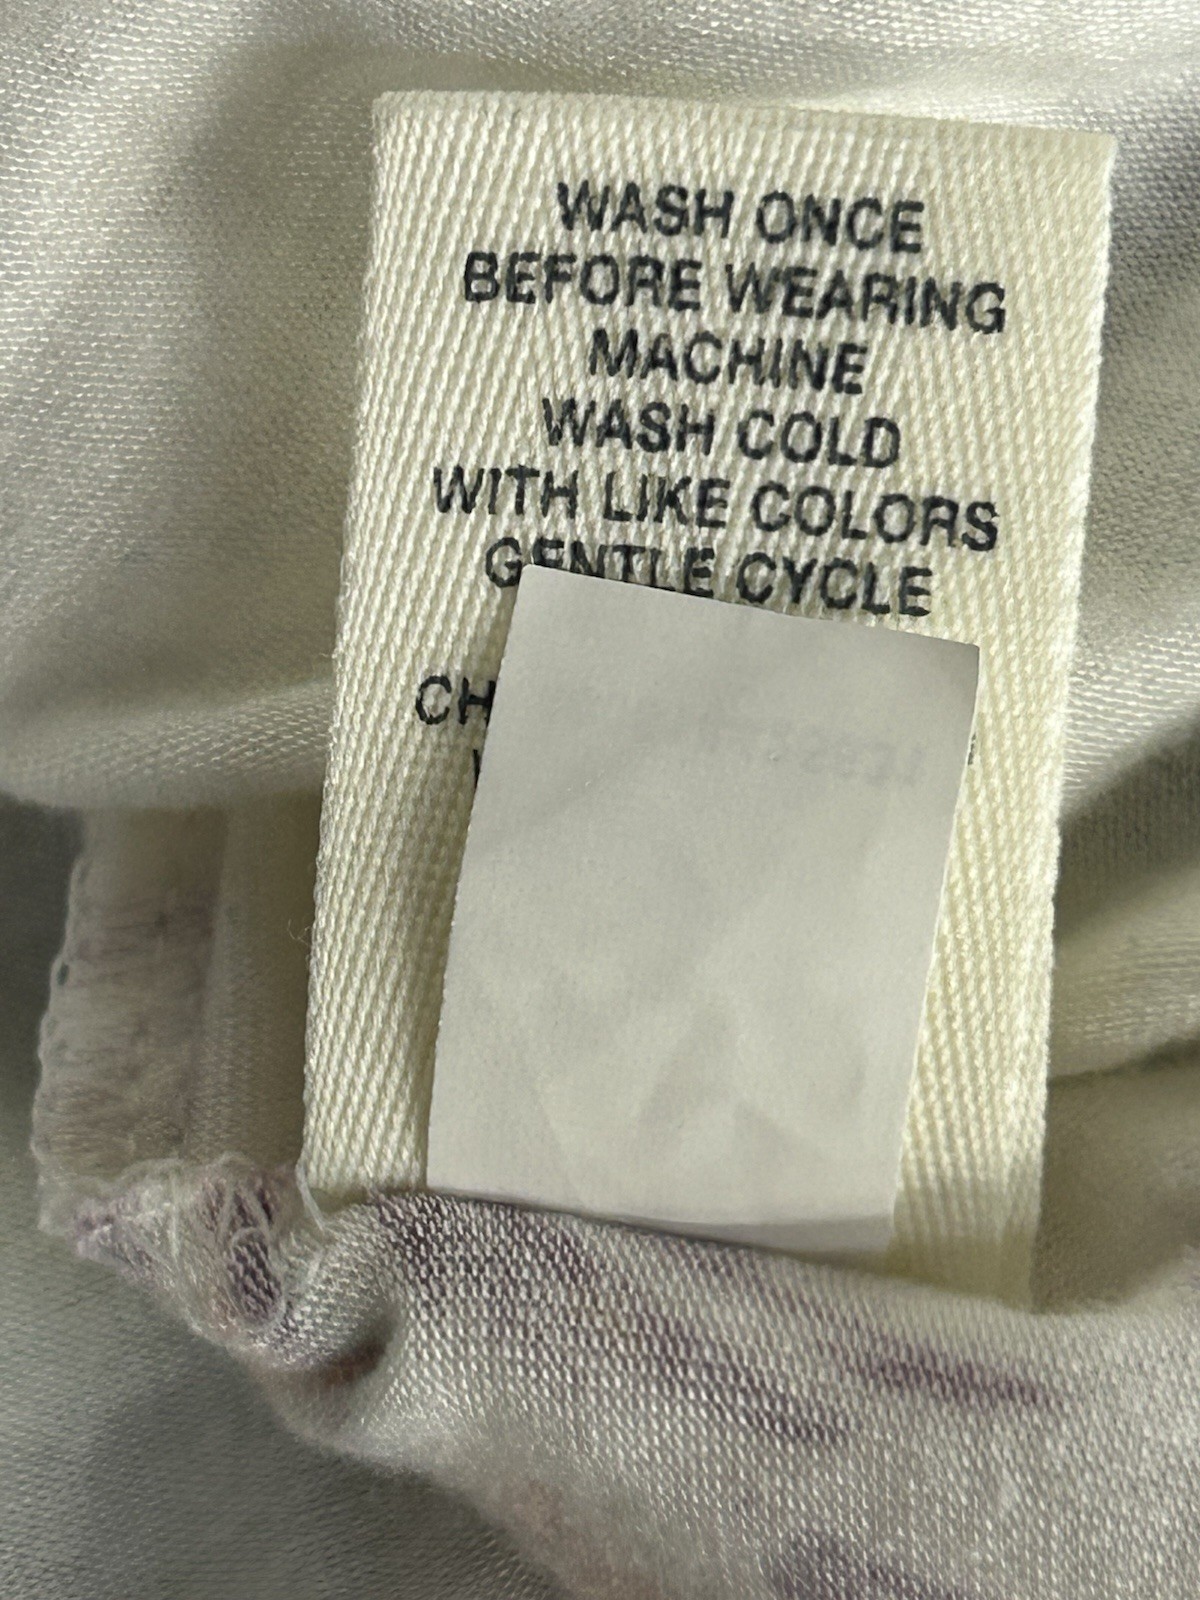 WASH ONCE
BEFORE WEARING
MACHINE
WASH COLD
WITH LIKE COLORS
GENTLE CYCLE